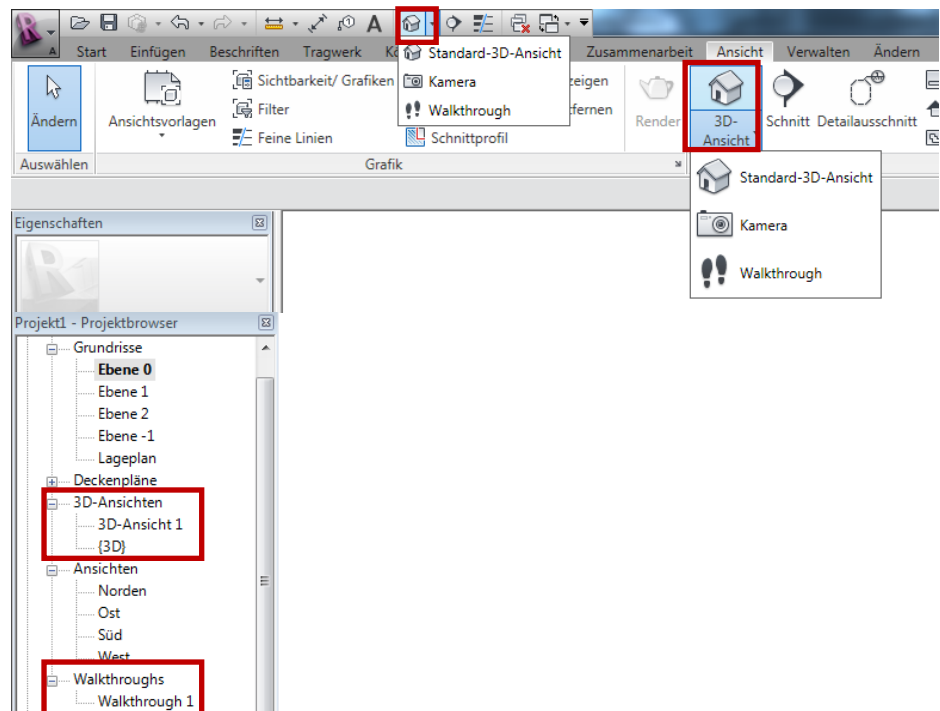 A
Start Einfügen Beschriften Tragwerk Zusammenarbeit Ansicht Verwalten Ändern
Standard-3D-Ansicht
Kamera
Walkthrough
Ändern
Ansichtsvorlagen
Sichtbarkeit/ Grafiken
Filter
Feine Linien
Schnittprofil
Render
3D-
Ansicht
Schnitt Detailausschnitt
Auswählen Grafik
Standard-3D-Ansicht
Kamera
Walkthrough
Eigenschaften
Projekt1 - Projektbrowser
Grundrisse
Ebene 0
Ebene 1
Ebene 2
Ebene -1
Lageplan
Deckenpläne
3D-Ansichten
3D-Ansicht 1
{3D}
Ansichten
Norden
Ost
Süd
West
Walkthroughs
Walkthrough 1